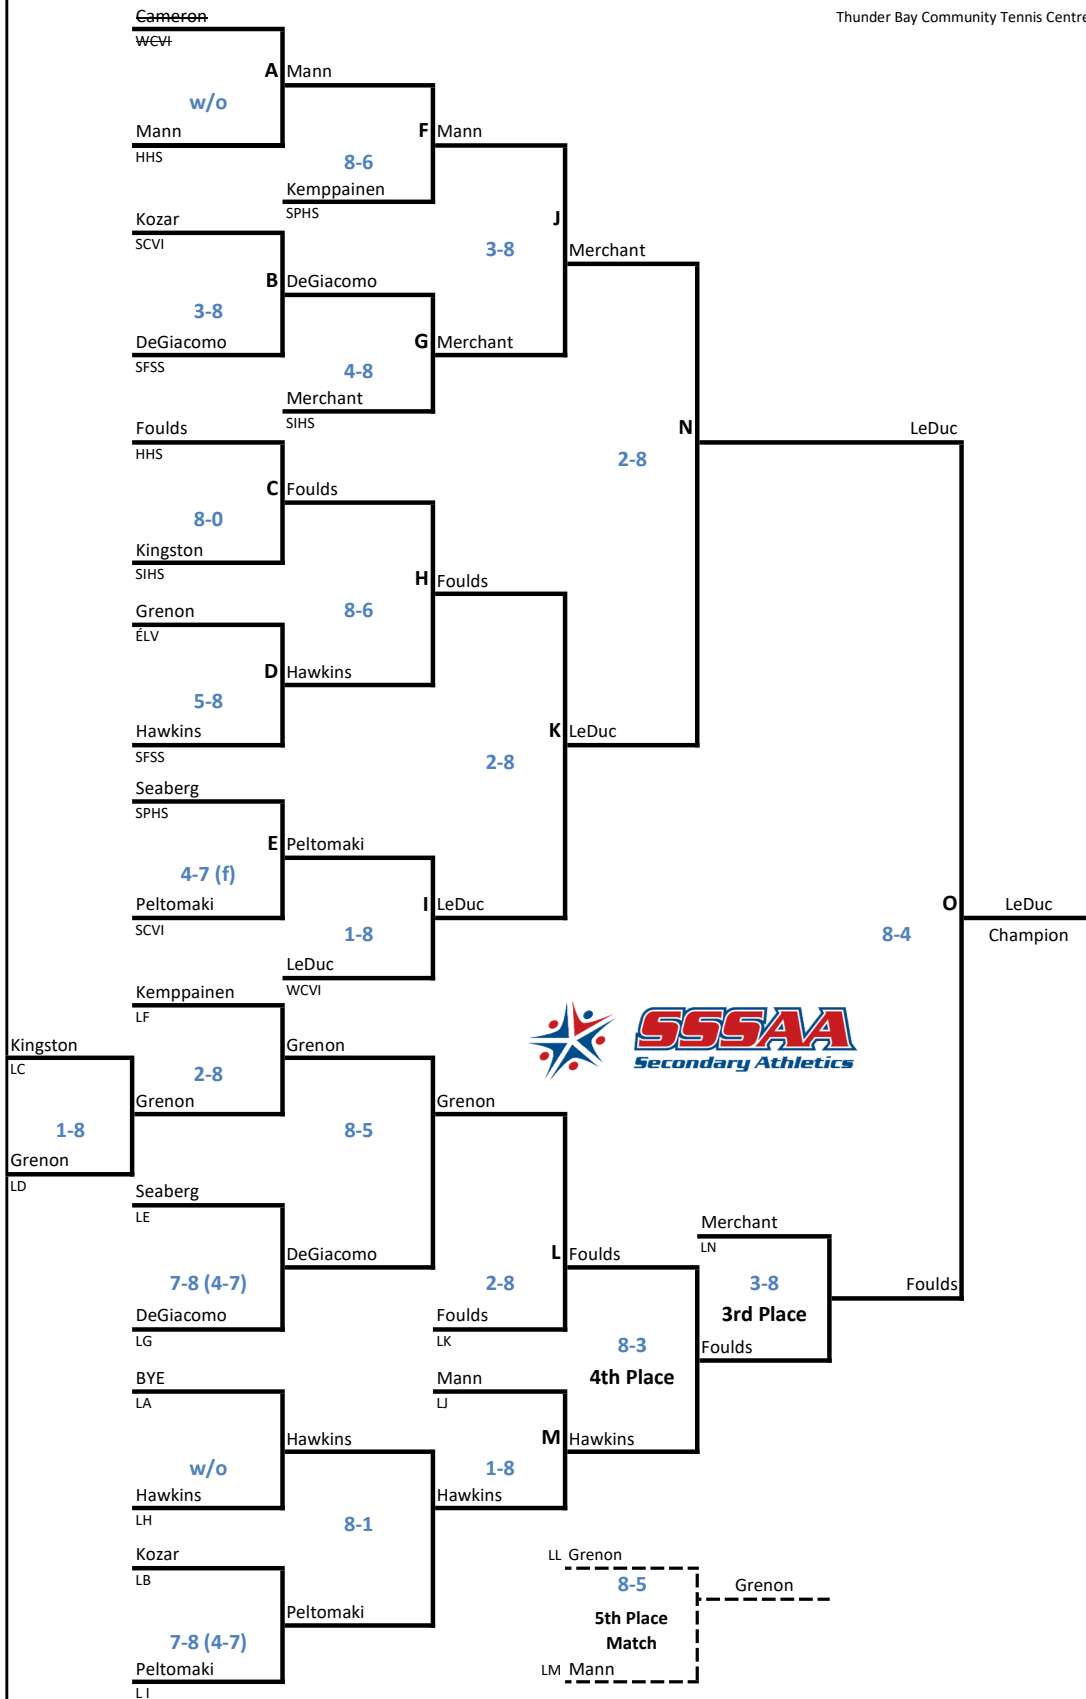 Cameron
Thunder Bay Community Tennis Centre
WCVI
A Mann
w/o
Mann
F Mann
HHS
8-6
Kemppainen
SPHS
Kozar
J
SCVI
3-8
Merchant
B DeGiacomo
3-8
DeGiacomo
G Merchant
SFSS
4-8
Merchant
SIHS
Foulds
N
LeDuc
HHS
2-8
C Foulds
8-0
Kingston
SIHS
H Foulds
Grenon
8-6
ÉLV
D Hawkins
5-8
Hawkins
K LeDuc
SFSS
2-8
Seaberg
SPHS
E Peltomaki
4-7 (f)
Peltomaki
I LeDuc
O
LeDuc
SCVI
1-8
8-4
Champion
LeDuc
WCVI
Kemppainen
LF
SSSAA
Secondary Athletics
Kingston
Grenon
LC
2-8
Grenon
Grenon
1-8
8-5
Grenon
LD
Seaberg
LE
Merchant
LN
DeGiacomo
L Foulds
7-8 (4-7)
2-8
3-8
Foulds
DeGiacomo
Foulds
3rd Place
LG
LK
8-3
Foulds
BYE
Mann
4th Place
LA
LJ
Hawkins
M Hawkins
w/o
1-8
Hawkins
Hawkins
LH
8-1
Kozar
LL Grenon
LB
8-5
Grenon
Peltomaki
5th Place
Match
7-8 (4-7)
Peltomaki
LM Mann
L I